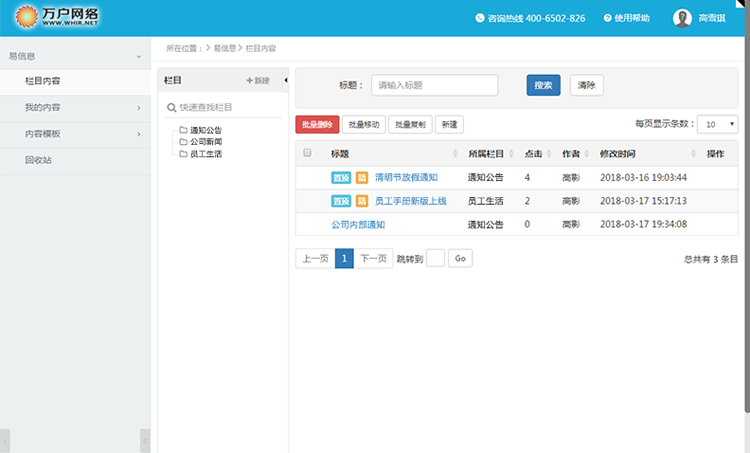 万户网络
WWW.WHIR.NET
咨询热线 400-6502-826
使用帮助
高雪琪
易信息
栏目内容
我的内容
内容模板
回收站
所在位置： > 易信息 > 栏目内容
栏目
+新建
快速查找栏目
通知公告
公司新闻
员工生活
标题： 请输入标题 搜索 清除
批量删除 批量移动 批量复制 新建 每页显示条数： 10
标题 所属栏目 点击 作者 修改时间 操作
置顶 精 清明节放假通知 通知公告 4 高影 2018-03-16 19:03:44
置顶 精 员工手册新版上线 员工生活 2 高影 2018-03-17 15:17:13
公司内部通知 通知公告 0 高影 2018-03-17 19:34:08
上一页 1 下一页 跳转到 Go 总共有 3 条目